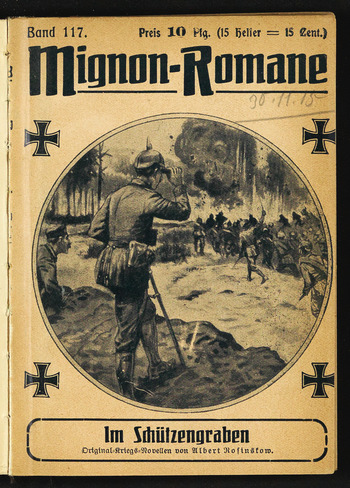 Band 117.
Preis 10 Pfg. (15 Heller = 15 Cent.)
Mignon-Romane
30.11.15
Im Schützengraben
Original-Kriegs-Novellen von Albert Rosinskow.